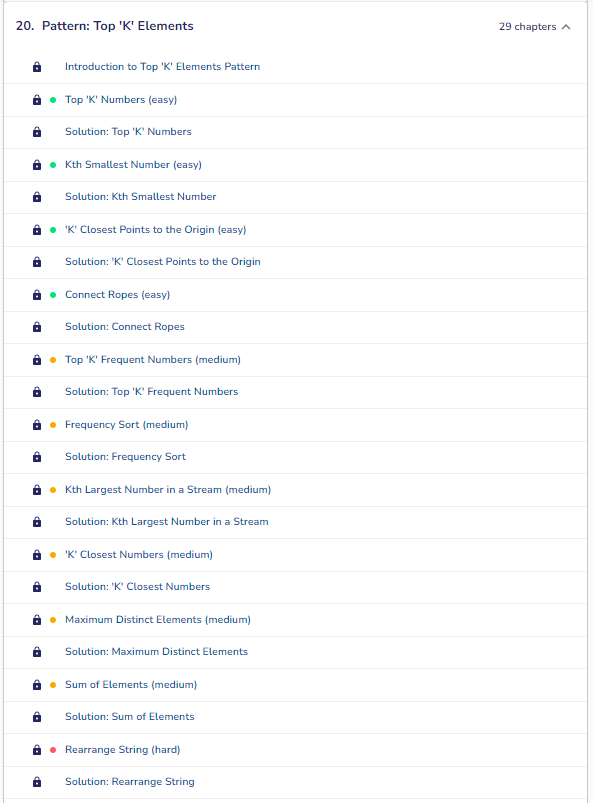 20. Pattern: Top 'K' Elements 29 chapters
Introduction to Top 'K' Elements Pattern
Top 'K' Numbers (easy)
Solution: Top 'K' Numbers
Kth Smallest Number (easy)
Solution: Kth Smallest Number
'K' Closest Points to the Origin (easy)
Solution: 'K' Closest Points to the Origin
Connect Ropes (easy)
Solution: Connect Ropes
Top 'K' Frequent Numbers (medium)
Solution: Top 'K' Frequent Numbers
Frequency Sort (medium)
Solution: Frequency Sort
Kth Largest Number in a Stream (medium)
Solution: Kth Largest Number in a Stream
'K' Closest Numbers (medium)
Solution: 'K' Closest Numbers
Maximum Distinct Elements (medium)
Solution: Maximum Distinct Elements
Sum of Elements (medium)
Solution: Sum of Elements
Rearrange String (hard)
Solution: Rearrange String